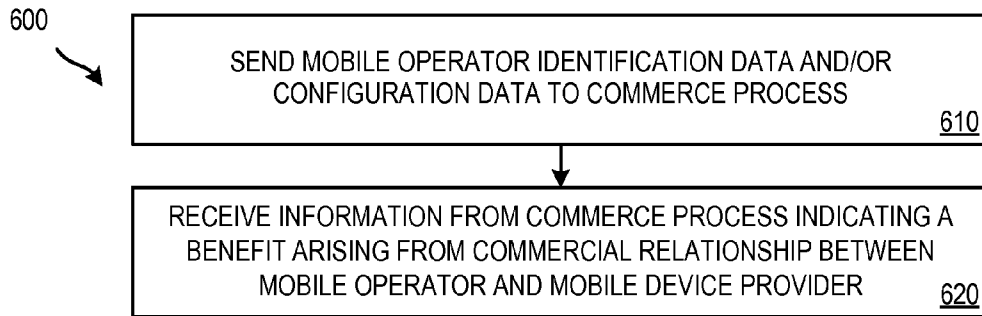 600
SEND MOBILE OPERATOR IDENTIFICATION DATA AND/OR
CONFIGURATION DATA TO COMMERCE PROCESS
610
RECEIVE INFORMATION FROM COMMERCE PROCESS INDICATING A
BENEFIT ARISING FROM COMMERCIAL RELATIONSHIP BETWEEN
MOBILE OPERATOR AND MOBILE DEVICE PROVIDER
620